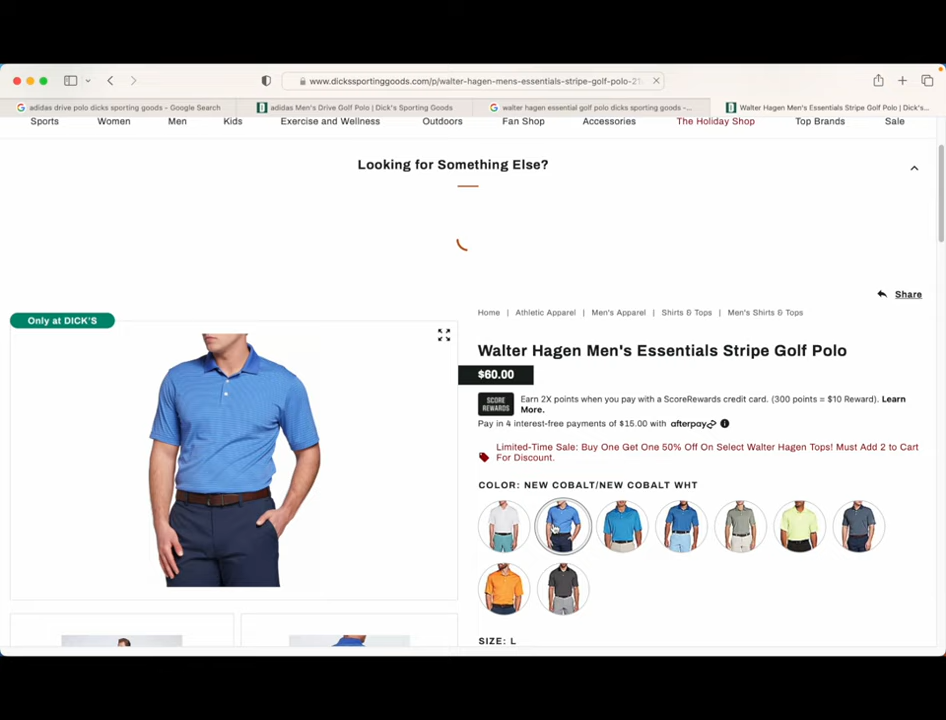 www.dickssportinggoods.com/p/walter-hagen-mens-essentials-stripe-golf-polo-21
adidas drive polo dicks sporting goods - Google Search
adidas Men's Drive Golf Polo | Dick's Sporting Goods
walter hagen essential golf polo dicks sporting goods -...
Walter Hagen Men's Essentials Stripe Golf Polo | Dick's...
Sports Women Men Kids Exercise and Wellness Outdoors Fan Shop Accessories The Holiday Shop Top Brands Sale
Looking for Something Else?
Share
Only at DICK'S
Home | Athletic Apparel | Men's Apparel | Shirts & Tops | Men's Shirts & Tops
Walter Hagen Men's Essentials Stripe Golf Polo
$60.00
SCORE
REWARDS
Earn 2X points when you pay with a ScoreRewards credit card. (300 points = $10 Reward). Learn
More.
Pay in 4 interest-free payments of $15.00 with afterpay
Limited-Time Sale: Buy One Get One 50% Off On Select Walter Hagen Tops! Must Add 2 to Cart
For Discount.
COLOR: NEW COBALT/NEW COBALT WHT
SIZE: L